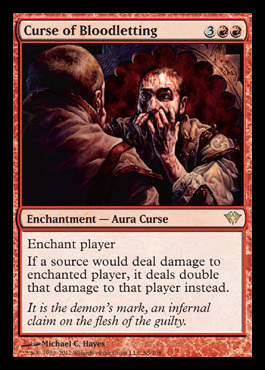 Curse of Bloodletting 3
Enchantment — Aura Curse
Enchant player
If a source would deal damage to
enchanted player, it deals double
that damage to that player instead.
It is the demon's mark, an infernal
claim on the flesh of the guilty.
Michael C. Hayes